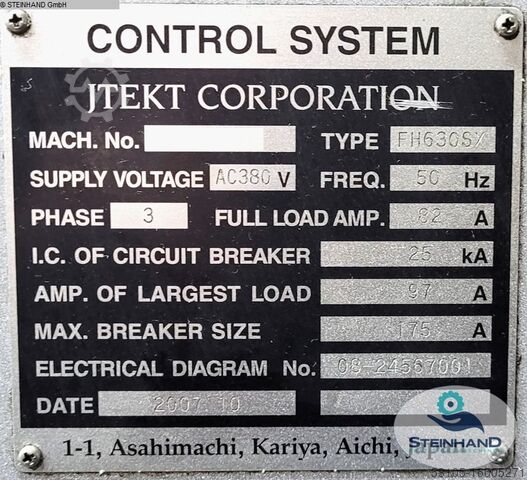 © STEINHAND GmbH
CONTROL SYSTEM
JTEKT CORPORATION
MACH. No. TYPE FH630SX
SUPPLY VOLTAGE AC380 V FREQ. 50 Hz
PHASE 3 FULL LOAD AMP. 82 A
I.C. OF CIRCUIT BREAKER 25 kA
AMP. OF LARGEST LOAD 97 A
MAX. BREAKER SIZE 175 A
ELECTRICAL DIAGRAM No. 08-24567001
DATE 2007 10
1-1, Asahimachi, Kariya, Aichi, Japan
STEINHAND